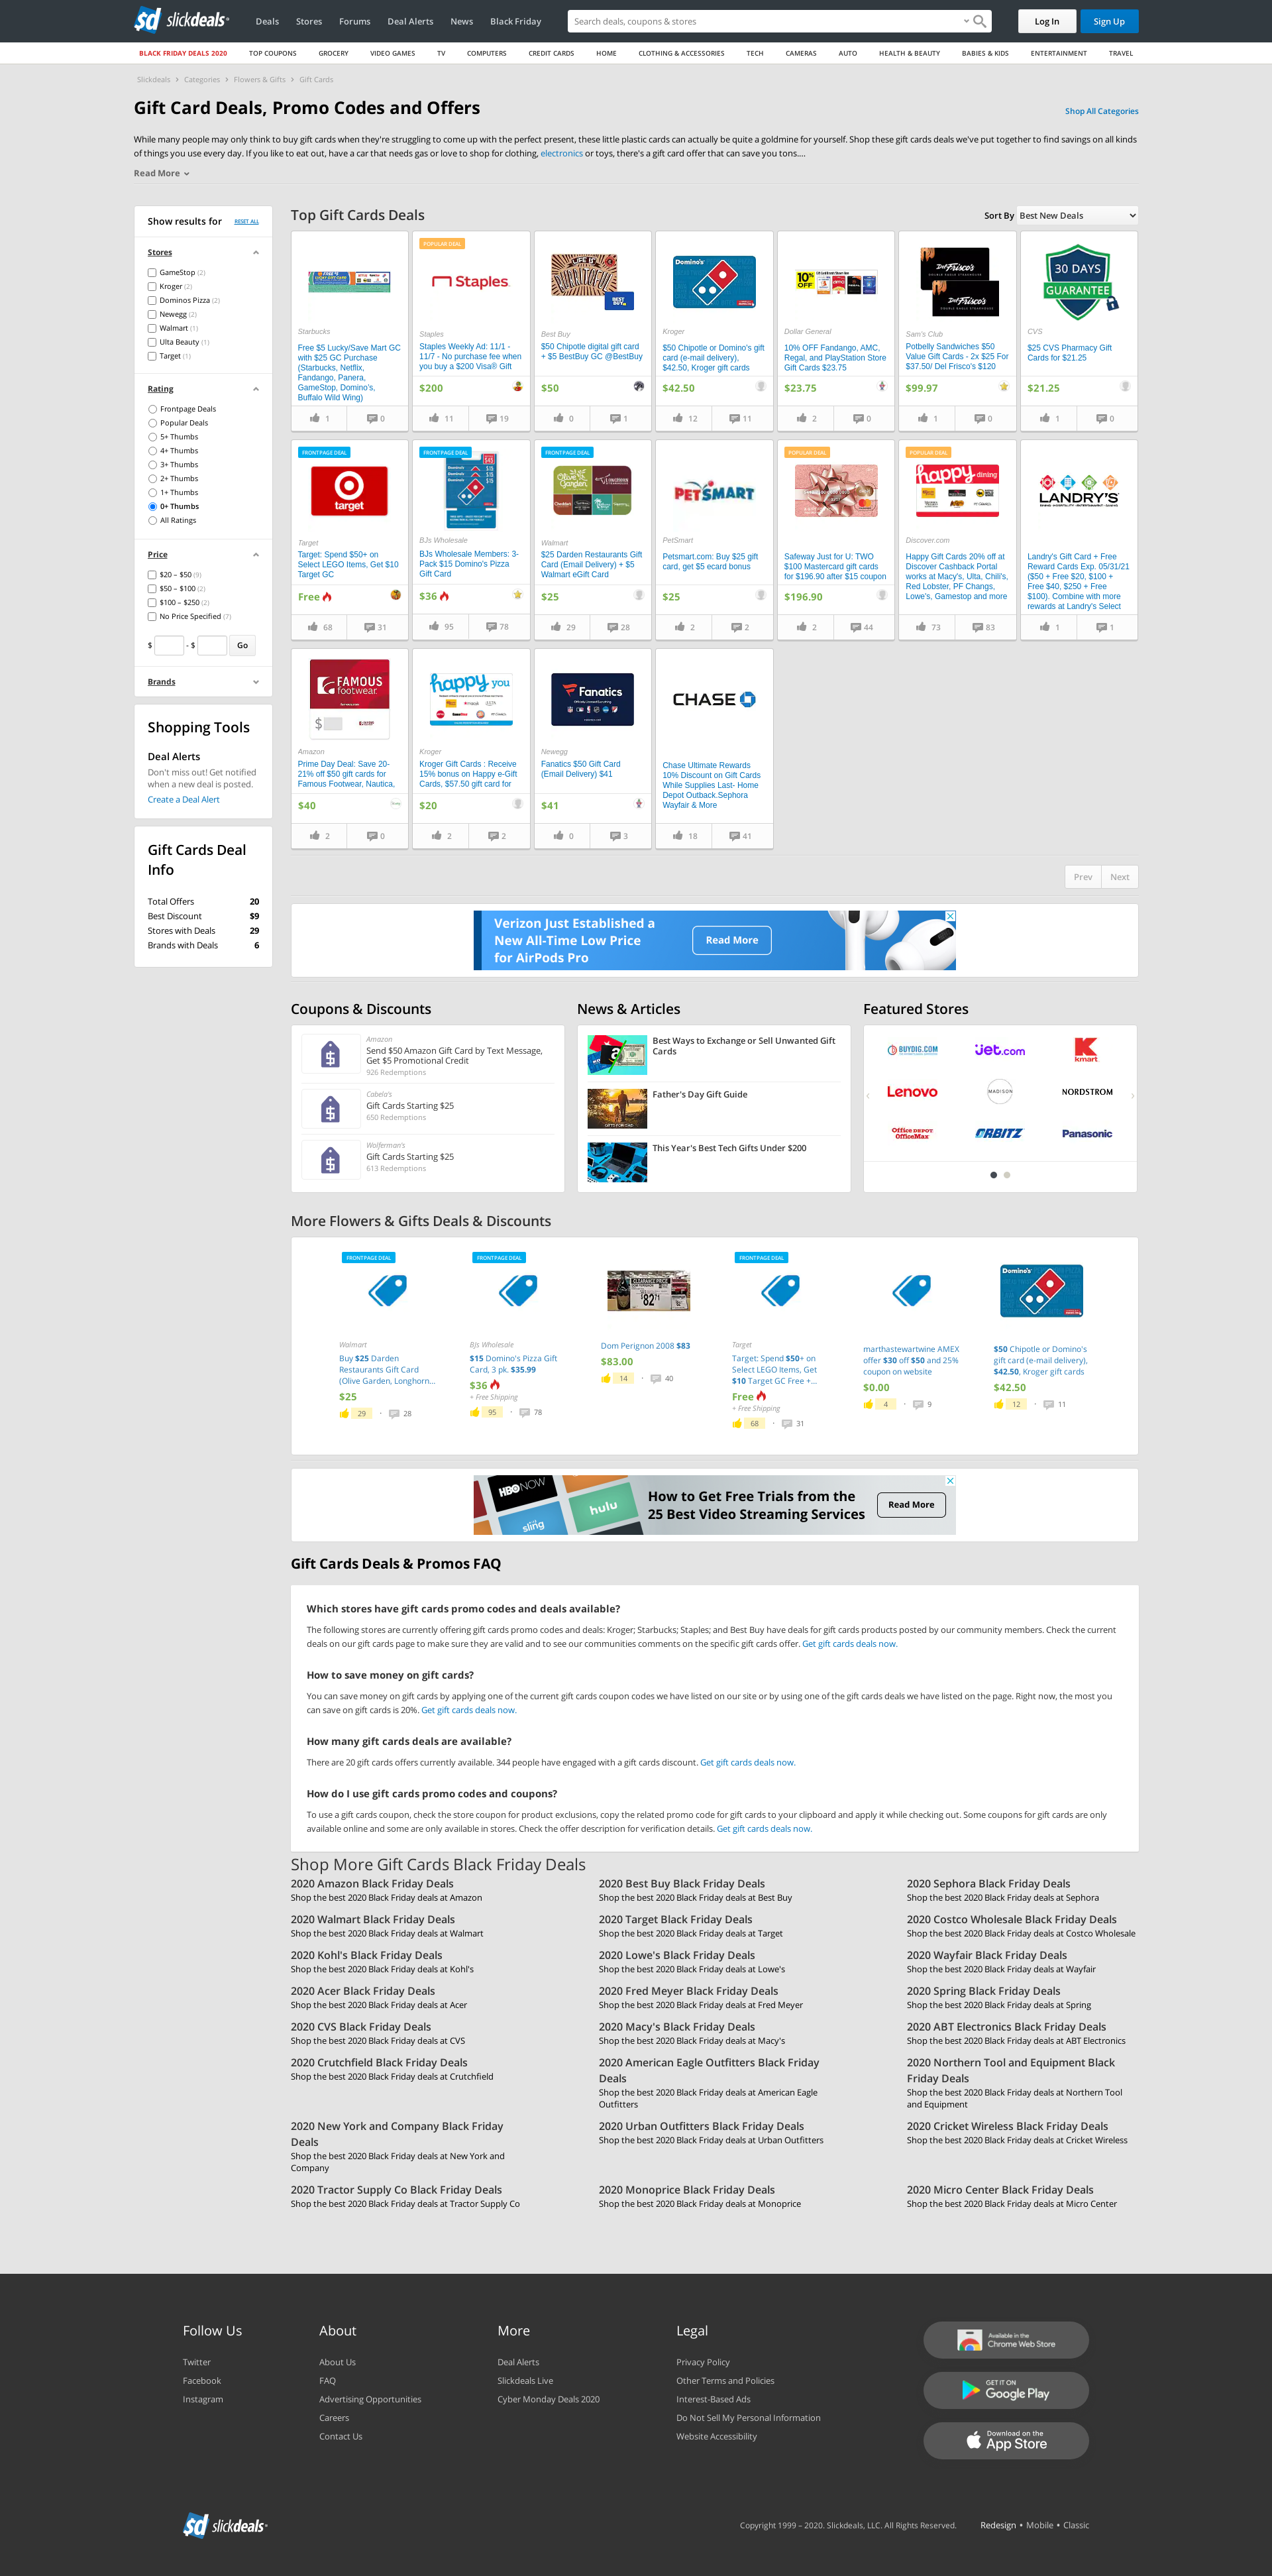 slickdeals
Deals Stores Forums Deal Alerts News Black Friday
Search deals, coupons & stores
Log In
Sign Up
BLACK FRIDAY DEALS 2020 TOP COUPONS GROCERY VIDEO GAMES TV COMPUTERS CREDIT CARDS HOME CLOTHING & ACCESSORIES TECH CAMERAS AUTO HEALTH & BEAUTY BABIES & KIDS ENTERTAINMENT TRAVEL
Slickdeals > Categories > Flowers & Gifts > Gift Cards
Gift Card Deals, Promo Codes and Offers
Shop All Categories
While many people may only think to buy gift cards when they're struggling to come up with the perfect present, these little plastic cards can actually be quite a goldmine for yourself. Shop these gift cards deals we've put together to find savings on all kinds
of things you use every day. If you like to eat out, have a car that needs gas or love to shop for clothing, electronics or toys, there's a gift card offer that can save you tons....
Read More
Show results for RESET ALL
Stores
GameStop (2)
Kroger (2)
Dominos Pizza (2)
Newegg (2)
Walmart (1)
Ulta Beauty (1)
Target (1)
Rating
Frontpage Deals
Popular Deals
5+ Thumbs
4+ Thumbs
3+ Thumbs
2+ Thumbs
1+ Thumbs
0+ Thumbs
All Ratings
Price
$20 – $50 (9)
$50 – $100 (2)
$100 – $250 (2)
No Price Specified (7)
$ - $ Go
Brands
Shopping Tools
Deal Alerts
Don't miss out! Get notified
when a new deal is posted.
Create a Deal Alert
Gift Cards Deal
Info
Total Offers 20
Best Discount $9
Stores with Deals 29
Brands with Deals 6
Top Gift Cards Deals
Sort By Best New Deals
Starbucks
Free $5 Lucky/Save Mart GC
with $25 GC Purchase
(Starbucks, Netflix,
Fandango, Panera,
GameStop, Domino's,
Buffalo Wild Wing)
1 0
POPULAR DEAL
Staples
Staples
Staples Weekly Ad: 11/1 -
11/7 - No purchase fee when
you buy a $200 Visa® Gift
$200
11 19
BEST BUY
Best Buy
$50 Chipotle digital gift card
+ $5 BestBuy GC @BestBuy
$50
0 1
Domino's
Kroger
$50 Chipotle or Domino's gift
card (e-mail delivery),
$42.50, Kroger gift cards
$42.50
12 11
10% OFF
Dollar General
10% OFF Fandango, AMC,
Regal, and PlayStation Store
Gift Cards $23.75
$23.75
2 0
Del Frisco's
Del Frisco's
Sam's Club
Potbelly Sandwiches $50
Value Gift Cards - 2x $25 For
$37.50/ Del Frisco's $120
$99.97
1 0
30 DAYS
GUARANTEE
CVS
$25 CVS Pharmacy Gift
Cards for $21.25
$21.25
1 0
FRONTPAGE DEAL
target
Target
Target: Spend $50+ on
Select LEGO Items, Get $10
Target GC
Free
68 31
FRONTPAGE DEAL
BJs Wholesale
BJs Wholesale Members: 3-
Pack $15 Domino's Pizza
Gift Card
$36
95 78
FRONTPAGE DEAL
Olive Garden
Walmart
$25 Darden Restaurants Gift
Card (Email Delivery) + $5
Walmart eGift Card
$25
29 28
PETSMART
PetSmart
Petsmart.com: Buy $25 gift
card, get $5 ecard bonus
$25
2 2
POPULAR DEAL
Safeway Just for U: TWO
$100 Mastercard gift cards
for $196.90 after $15 coupon
$196.90
2 44
POPULAR DEAL
happy dining
Discover.com
Happy Gift Cards 20% off at
Discover Cashback Portal
works at Macy's, Ulta, Chili's,
Red Lobster, PF Changs,
Lowe's, Gamestop and more
73 83
LANDRY'S
Landry's Gift Card + Free
Reward Cards Exp. 05/31/21
($50 + Free $20, $100 +
Free $40, $250 + Free
$100). Combine with more
rewards at Landry's Select
1 1
FAMOUS
footwear
$
Amazon
Prime Day Deal: Save 20-
21% off $50 gift cards for
Famous Footwear, Nautica,
$40
2 0
happy you
Kroger
Kroger Gift Cards : Receive
15% bonus on Happy e-Gift
Cards, $57.50 gift card for
$20
2 2
Fanatics
Newegg
Fanatics $50 Gift Card
(Email Delivery) $41
$41
0 3
CHASE
Chase Ultimate Rewards
10% Discount on Gift Cards
While Supplies Last- Home
Depot Outback.Sephora
Wayfair & More
18 41
Prev Next
Verizon Just Established a
New All-Time Low Price
for AirPods Pro
Read More
Coupons & Discounts
Amazon
Send $50 Amazon Gift Card by Text Message,
Get $5 Promotional Credit
926 Redemptions
Cabela's
Gift Cards Starting $25
650 Redemptions
Wolferman's
Gift Cards Starting $25
613 Redemptions
News & Articles
Best Ways to Exchange or Sell Unwanted Gift
Cards
Father's Day Gift Guide
This Year's Best Tech Gifts Under $200
Featured Stores
BUYDIG.COM jet.com kmart
Lenovo MADISON NORDSTROM
Office DEPOT
OfficeMax ORBITZ Panasonic
More Flowers & Gifts Deals & Discounts
FRONTPAGE DEAL
Walmart
Buy $25 Darden
Restaurants Gift Card
(Olive Garden, Longhorn...
$25
29 · 28
FRONTPAGE DEAL
BJs Wholesale
$15 Domino's Pizza Gift
Card, 3 pk. $35.99
$36
+ Free Shipping
95 · 78
CLEARANCE PRICE
82 71
Dom Perignon 2008 $83
$83.00
14 · 40
FRONTPAGE DEAL
Target
Target: Spend $50+ on
Select LEGO Items, Get
$10 Target GC Free +...
Free
+ Free Shipping
68 · 31
marthastewartwine AMEX
offer $30 off $50 and 25%
coupon on website
$0.00
4 · 9
Domino's
$50 Chipotle or Domino's
gift card (e-mail delivery),
$42.50, Kroger gift cards
$42.50
12 · 11
HBO NOW
hulu
sling
How to Get Free Trials from the
25 Best Video Streaming Services
Read More
Gift Cards Deals & Promos FAQ
Which stores have gift cards promo codes and deals available?
The following stores are currently offering gift cards promo codes and deals: Kroger; Starbucks; Staples; and Best Buy have deals for gift cards products posted by our community members. Check the current
deals on our gift cards page to make sure they are valid and to see our communities comments on the specific gift cards offer. Get gift cards deals now.
How to save money on gift cards?
You can save money on gift cards by applying one of the current gift cards coupon codes we have listed on our site or by using one of the gift cards deals we have listed on the page. Right now, the most you
can save on gift cards is 20%. Get gift cards deals now.
How many gift cards deals are available?
There are 20 gift cards offers currently available. 344 people have engaged with a gift cards discount. Get gift cards deals now.
How do I use gift cards promo codes and coupons?
To use a gift cards coupon, check the store coupon for product exclusions, copy the related promo code for gift cards to your clipboard and apply it while checking out. Some coupons for gift cards are only
available online and some are only available in stores. Check the offer description for verification details. Get gift cards deals now.
Shop More Gift Cards Black Friday Deals
2020 Amazon Black Friday Deals
Shop the best 2020 Black Friday deals at Amazon
2020 Best Buy Black Friday Deals
Shop the best 2020 Black Friday deals at Best Buy
2020 Sephora Black Friday Deals
Shop the best 2020 Black Friday deals at Sephora
2020 Walmart Black Friday Deals
Shop the best 2020 Black Friday deals at Walmart
2020 Target Black Friday Deals
Shop the best 2020 Black Friday deals at Target
2020 Costco Wholesale Black Friday Deals
Shop the best 2020 Black Friday deals at Costco Wholesale
2020 Kohl's Black Friday Deals
Shop the best 2020 Black Friday deals at Kohl's
2020 Lowe's Black Friday Deals
Shop the best 2020 Black Friday deals at Lowe's
2020 Wayfair Black Friday Deals
Shop the best 2020 Black Friday deals at Wayfair
2020 Acer Black Friday Deals
Shop the best 2020 Black Friday deals at Acer
2020 Fred Meyer Black Friday Deals
Shop the best 2020 Black Friday deals at Fred Meyer
2020 Spring Black Friday Deals
Shop the best 2020 Black Friday deals at Spring
2020 CVS Black Friday Deals
Shop the best 2020 Black Friday deals at CVS
2020 Macy's Black Friday Deals
Shop the best 2020 Black Friday deals at Macy's
2020 ABT Electronics Black Friday Deals
Shop the best 2020 Black Friday deals at ABT Electronics
2020 Crutchfield Black Friday Deals
Shop the best 2020 Black Friday deals at Crutchfield
2020 American Eagle Outfitters Black Friday
Deals
Shop the best 2020 Black Friday deals at American Eagle
Outfitters
2020 Northern Tool and Equipment Black
Friday Deals
Shop the best 2020 Black Friday deals at Northern Tool
and Equipment
2020 New York and Company Black Friday
Deals
Shop the best 2020 Black Friday deals at New York and
Company
2020 Urban Outfitters Black Friday Deals
Shop the best 2020 Black Friday deals at Urban Outfitters
2020 Cricket Wireless Black Friday Deals
Shop the best 2020 Black Friday deals at Cricket Wireless
2020 Tractor Supply Co Black Friday Deals
Shop the best 2020 Black Friday deals at Tractor Supply Co
2020 Monoprice Black Friday Deals
Shop the best 2020 Black Friday deals at Monoprice
2020 Micro Center Black Friday Deals
Shop the best 2020 Black Friday deals at Micro Center
Follow Us
Twitter
Facebook
Instagram
About
About Us
FAQ
Advertising Opportunities
Careers
Contact Us
More
Deal Alerts
Slickdeals Live
Cyber Monday Deals 2020
Legal
Privacy Policy
Other Terms and Policies
Interest-Based Ads
Do Not Sell My Personal Information
Website Accessibility
Available in the
Chrome Web Store
GET IT ON
Google Play
Download on the
App Store
slickdeals
Copyright 1999 – 2020. Slickdeals, LLC. All Rights Reserved. Redesign • Mobile • Classic